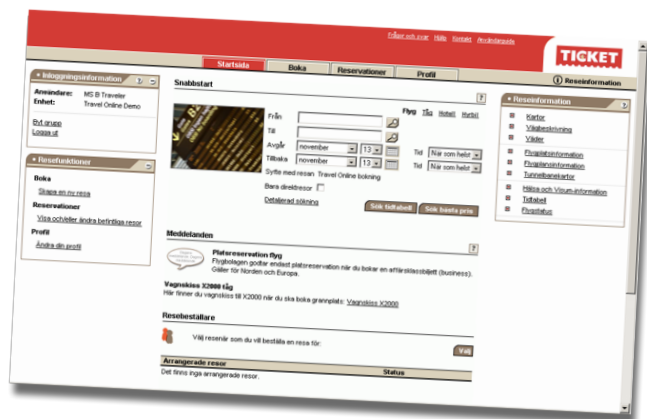 Frågor och svar Hjälp Kontakt Användarguide
TICKET
Startsida Boka Reservationer Profil
Reseinformation
Inloggningsinformation
Användare: MS B Traveler
Enhet: Travel Online Demo
Byt grupp
Logga ut
Resefunktioner
Boka
Skapa en ny resa
Reservationer
Visa och/eller ändra befintliga resor
Profil
Ändra din profil
Snabbstart
Flyg Tåg Hotell Hyrbil
Från
Till
Avgår november 13 Tid När som helst
Tillbaka november 13 Tid När som helst
Syfte med resan Travel Online bokning
Bara direktresor
Detaljerad sökning
Sök tidtabell Sök bästa pris
Meddelanden
Platsreservation flyg
Flygbolagen godtar endast platsreservation när du bokar en affärsklassbiljett (business).
Gäller för Norden och Europa.
Vagnskiss X2000 tåg
Här finner du vagnskiss till X2000 när du ska boka grannplats: Vagnskiss X2000
Resebeställare
Välj resenär som du vill beställa en resa för:
Välj
Arrangerade resor Status
Det finns inga arrangerade resor.
Reseinformation
Kartor
Vägbeskrivning
Väder
Flygplatsinformation
Flygplansinformation
Tunnelbanekartor
Hälsa och Visum-information
Tidtabell
Flygstatus